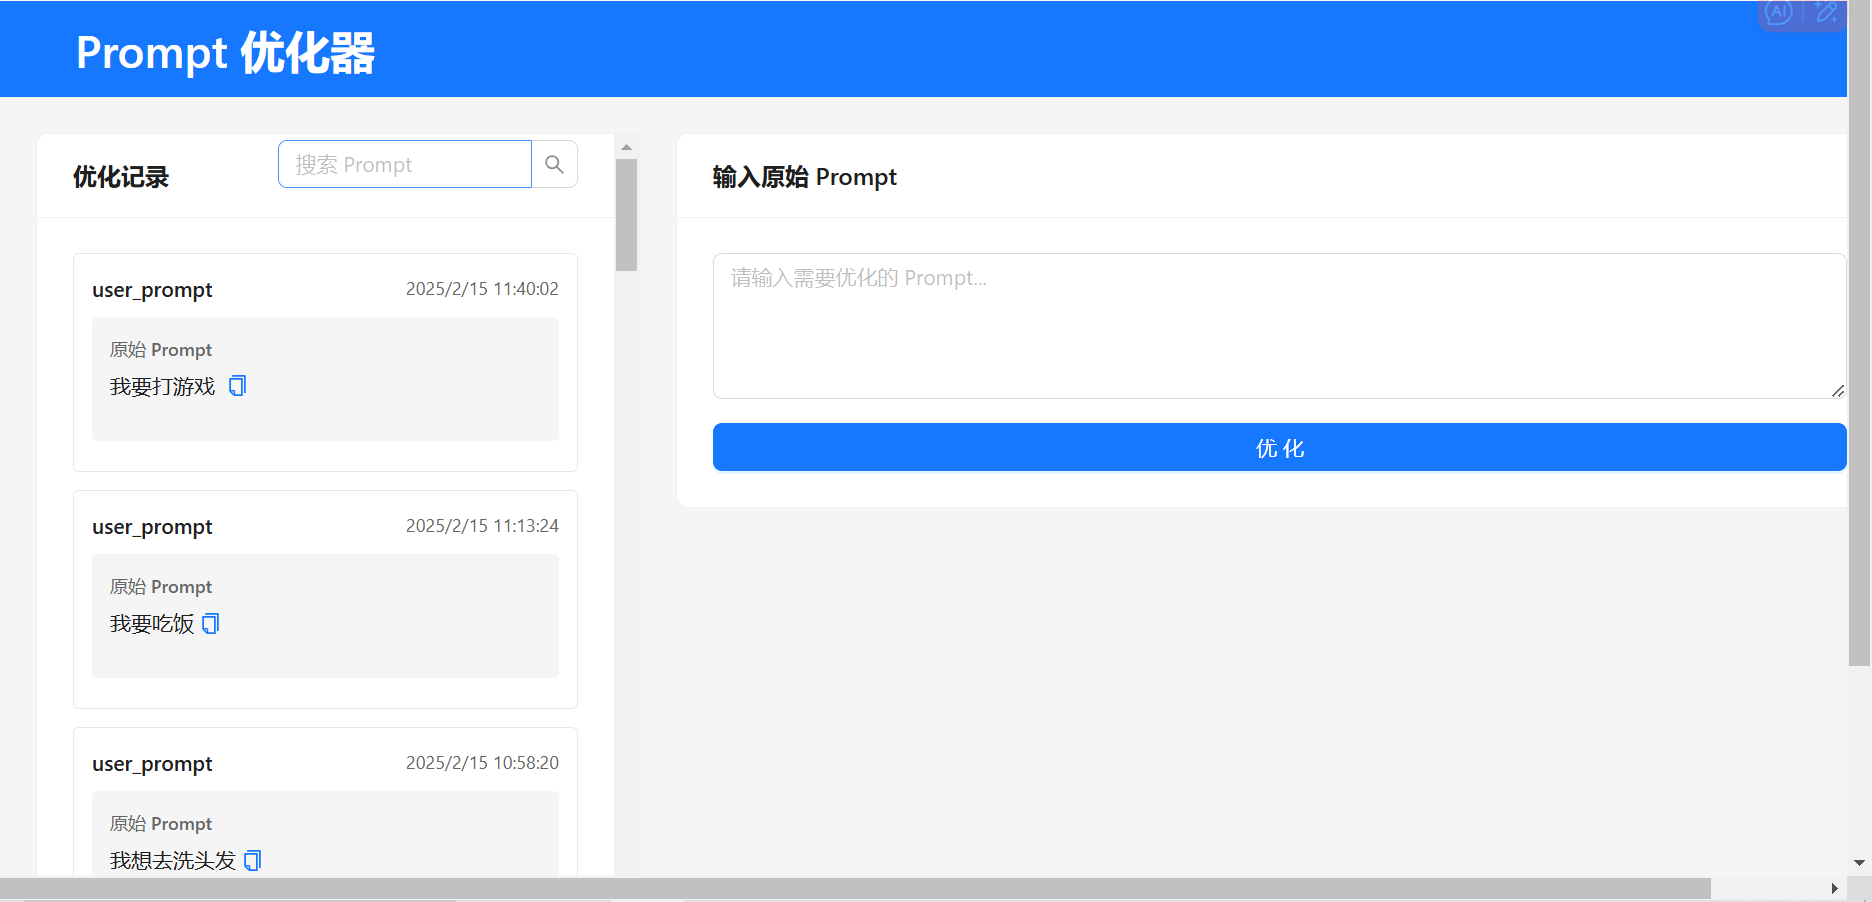 Prompt 优化器
AI
优化记录
搜索 Prompt
user_prompt 2025/2/15 11:40:02
原始 Prompt
我要打游戏
user_prompt 2025/2/15 11:13:24
原始 Prompt
我要吃饭
user_prompt 2025/2/15 10:58:20
原始 Prompt
我想去洗头发
输入原始 Prompt
请输入需要优化的 Prompt...
优 化